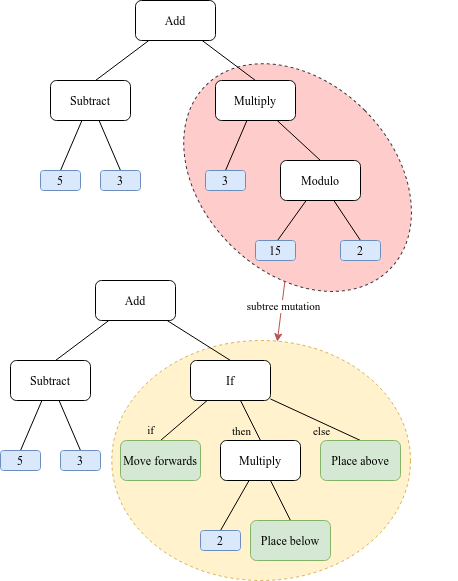 Add
Subtract
Multiply
5
3
3
Modulo
15
2
subtree mutation
Add
Subtract
If
if
then
else
5
3
Move forwards
Multiply
Place above
2
Place below